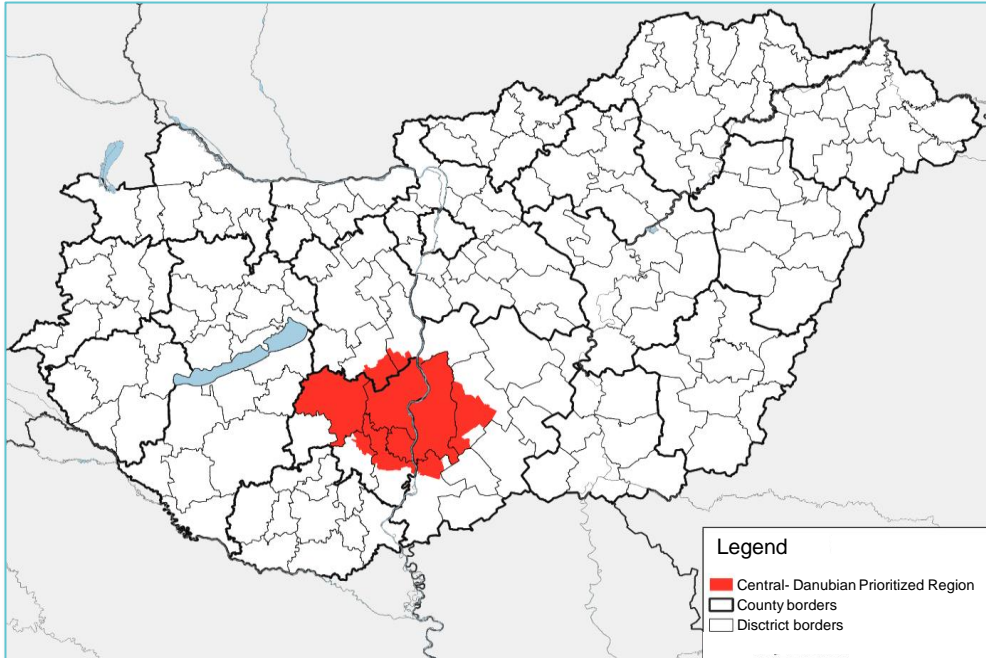 Legend
Central- Danubian Prioritized Region
County borders
Disctrict borders